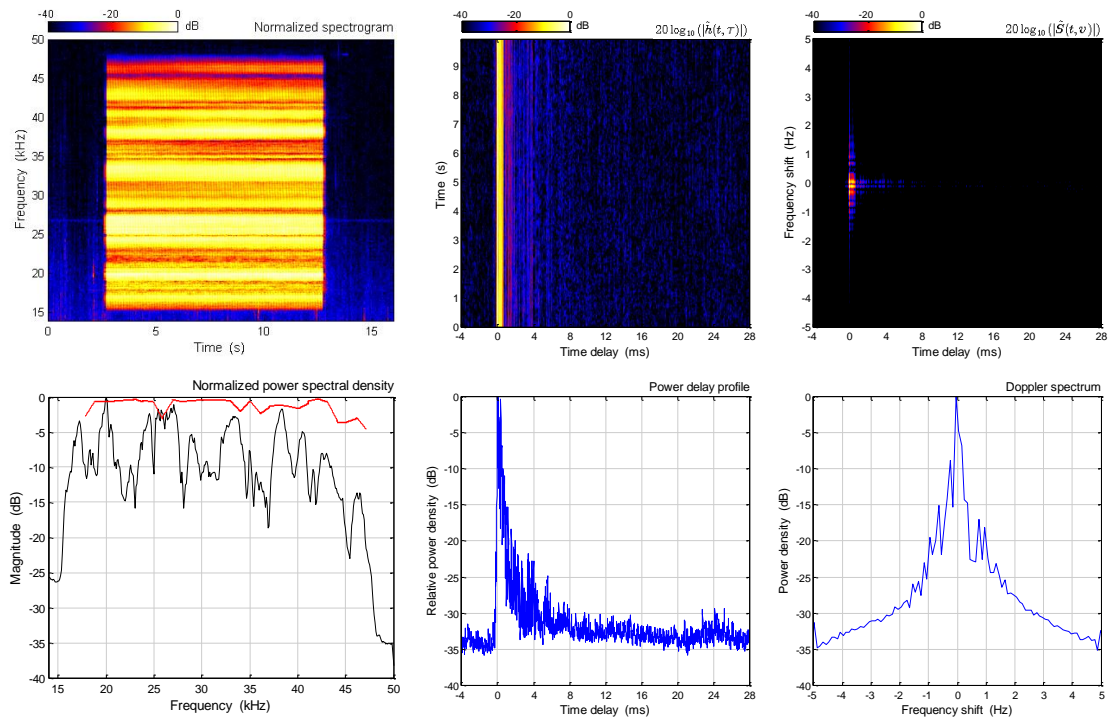 -40 -20 0 dB Normalized spectrogram
50
45
40
35
30
25
20
15
Frequency (kHz)
0 5 10 15
Time (s)
-40 -20 0 dB 20 log₁₀(|ĥ(t, τ)|)
9
8
7
6
5
4
3
2
1
0
Time (s)
-4 0 4 8 12 16 20 24 28
Time delay (ms)
-40 -20 0 dB 20 log₁₀(|Ŝ(t, υ)|)
5
4
3
2
1
0
-1
-2
-3
-4
-5
Frequency shift (Hz)
-4 0 4 8 12 16 20 24 28
Time delay (ms)
Normalized power spectral density
0
-5
-10
-15
-20
-25
-30
-35
-40
Magnitude (dB)
15 20 25 30 35 40 45 50
Frequency (kHz)
Power delay profile
0
-5
-10
-15
-20
-25
-30
-35
-40
Relative power density (dB)
-4 0 4 8 12 16 20 24 28
Time delay (ms)
Doppler spectrum
0
-5
-10
-15
-20
-25
-30
-35
-40
Power density (dB)
-5 -4 -3 -2 -1 0 1 2 3 4 5
Frequency shift (Hz)